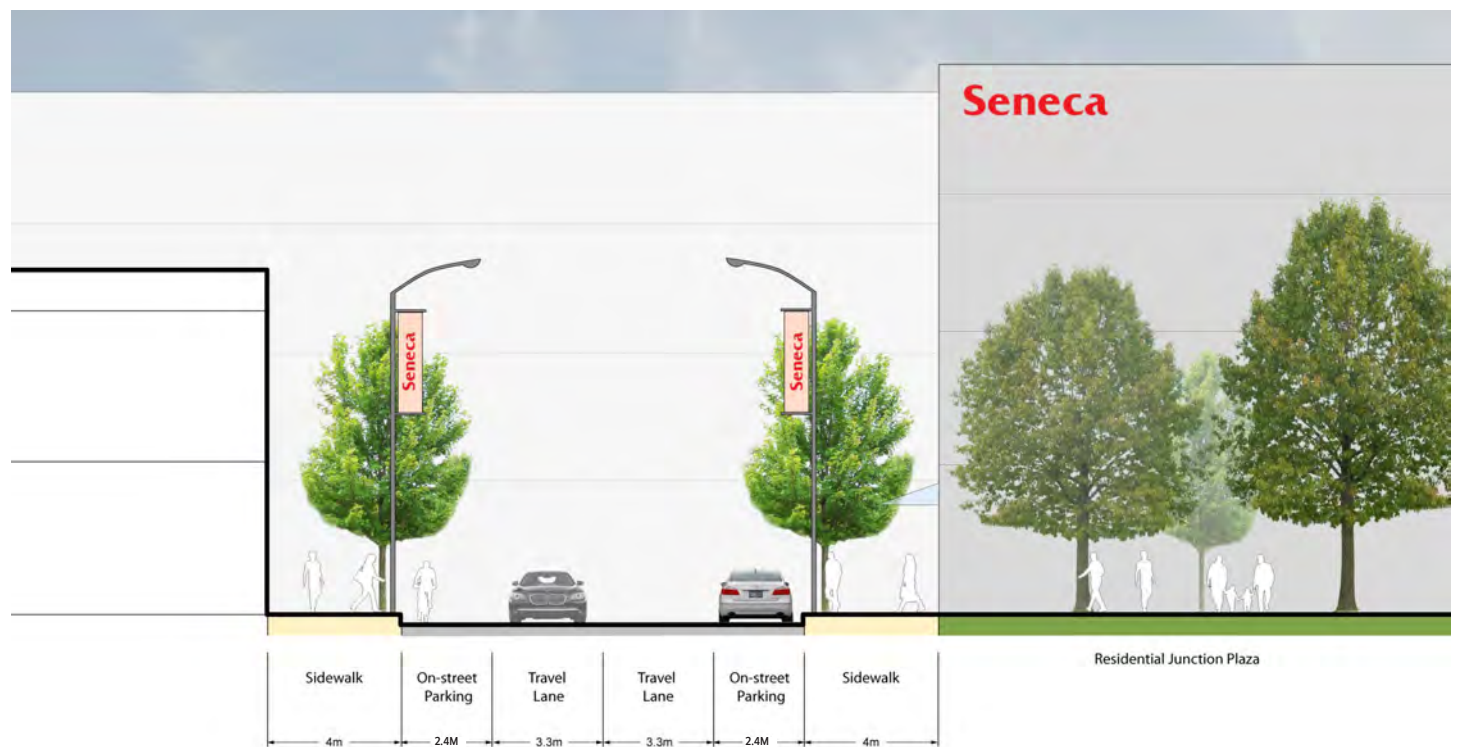 Seneca
Seneca
Seneca
Residential Junction Plaza
Sidewalk
On-street
Parking
Travel
Lane
Travel
Lane
On-street
Parking
Sidewalk
4m
2.4M
3.3m
3.3m
2.4M
4m